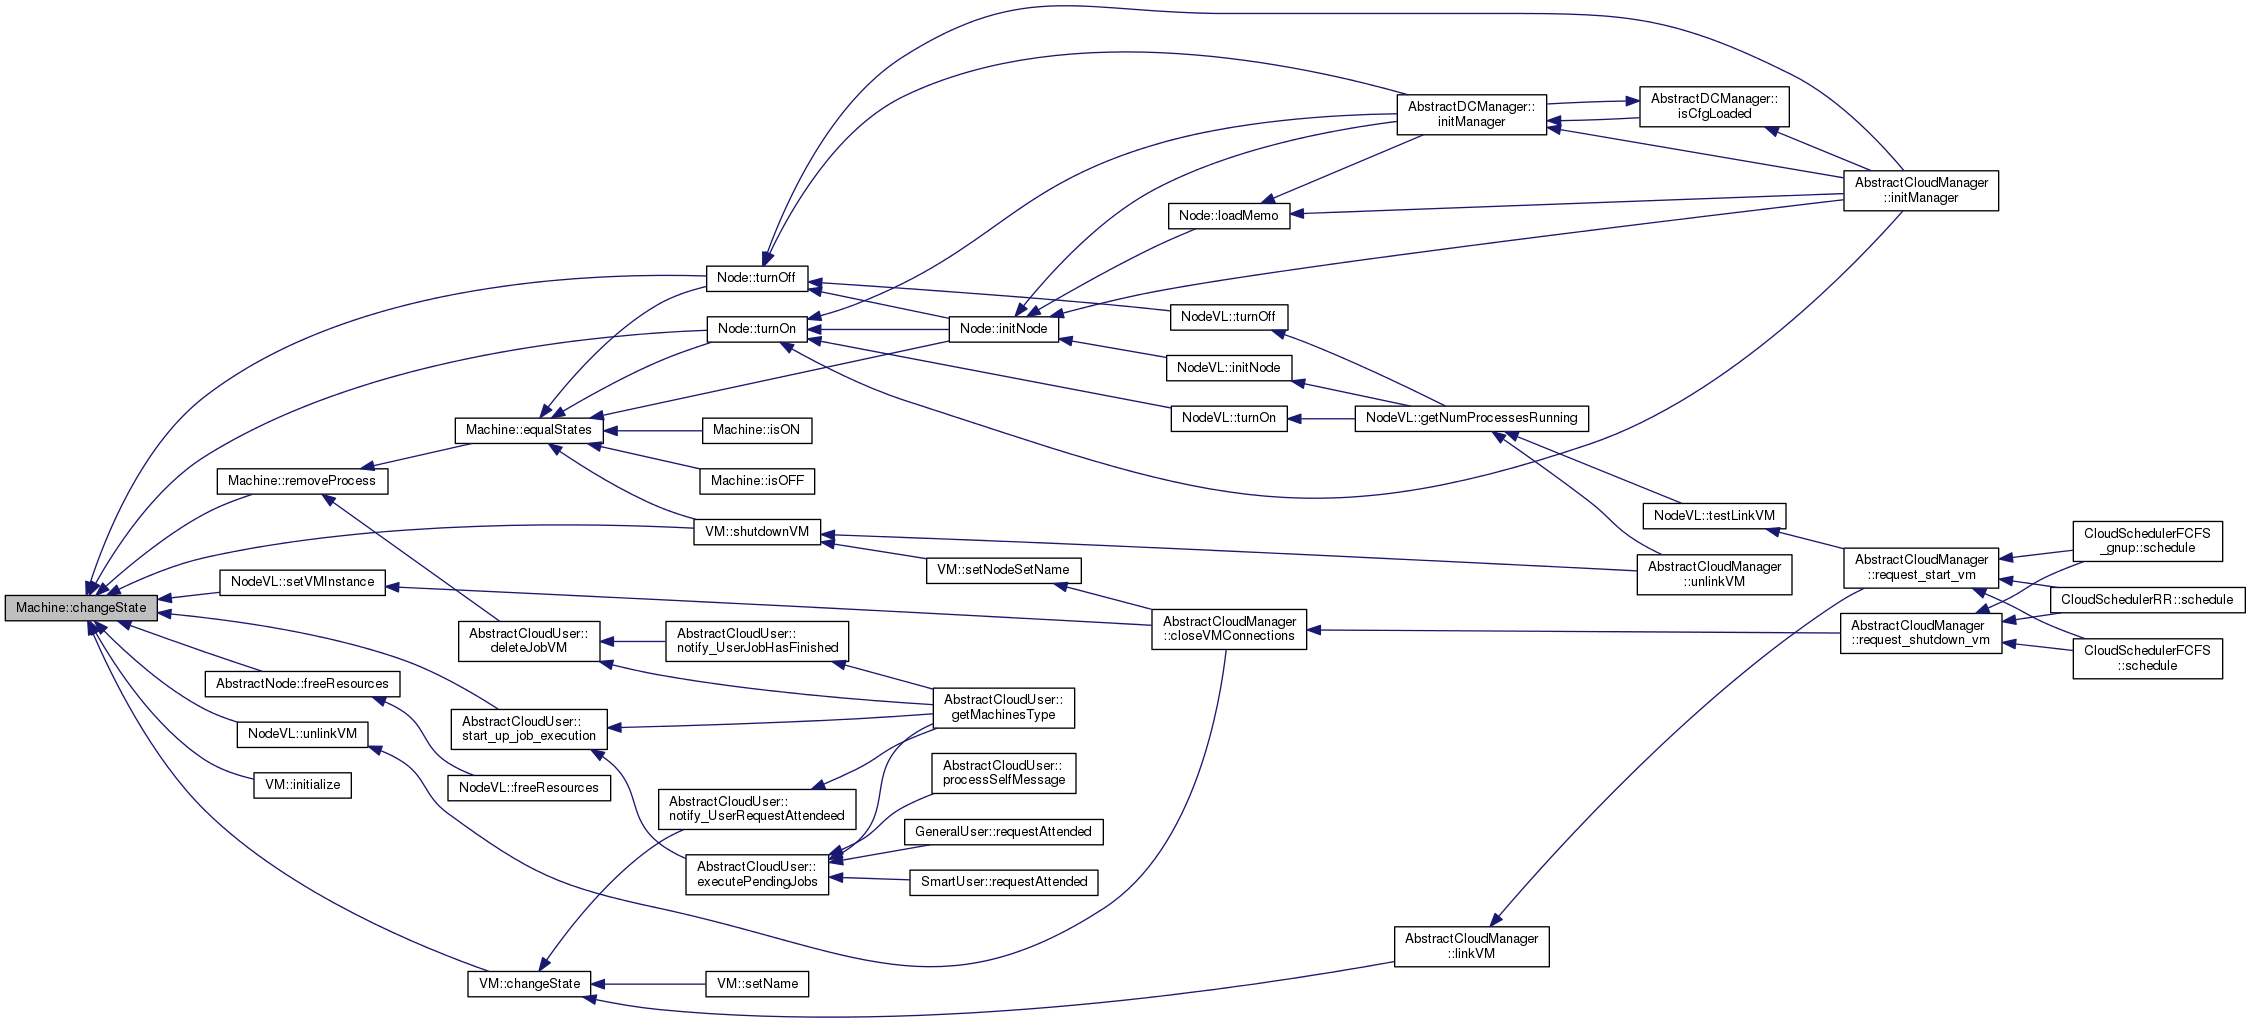 AbstractDCManager::
initManager
AbstractDCManager::
isCfgLoaded
AbstractCloudManager
::initManager
Node::loadMemo
Node::turnOff
Node::turnOn
Node::initNode
NodeVL::turnOff
NodeVL::initNode
NodeVL::turnOn
NodeVL::getNumProcessesRunning
Machine::equalStates
Machine::isON
Machine::isOFF
Machine::removeProcess
VM::shutdownVM
NodeVL::testLinkVM
CloudSchedulerFCFS
_gnup::schedule
VM::setNodeSetName
AbstractCloudManager
::unlinkVM
AbstractCloudManager
::request_start_vm
NodeVL::setVMInstance
Machine::changeState
CloudSchedulerRR::schedule
AbstractCloudUser::
deleteJobVM
AbstractCloudUser::
notify_UserJobHasFinished
AbstractCloudManager
::closeVMConnections
AbstractCloudManager
::request_shutdown_vm
CloudSchedulerFCFS
::schedule
AbstractNode::freeResources
AbstractCloudUser::
getMachinesType
NodeVL::unlinkVM
AbstractCloudUser::
start_up_job_execution
VM::initialize
NodeVL::freeResources
AbstractCloudUser::
processSelfMessage
AbstractCloudUser::
notify_UserRequestAttendeed
GeneralUser::requestAttended
AbstractCloudUser::
executePendingJobs
SmartUser::requestAttended
AbstractCloudManager
::linkVM
VM::changeState
VM::setName